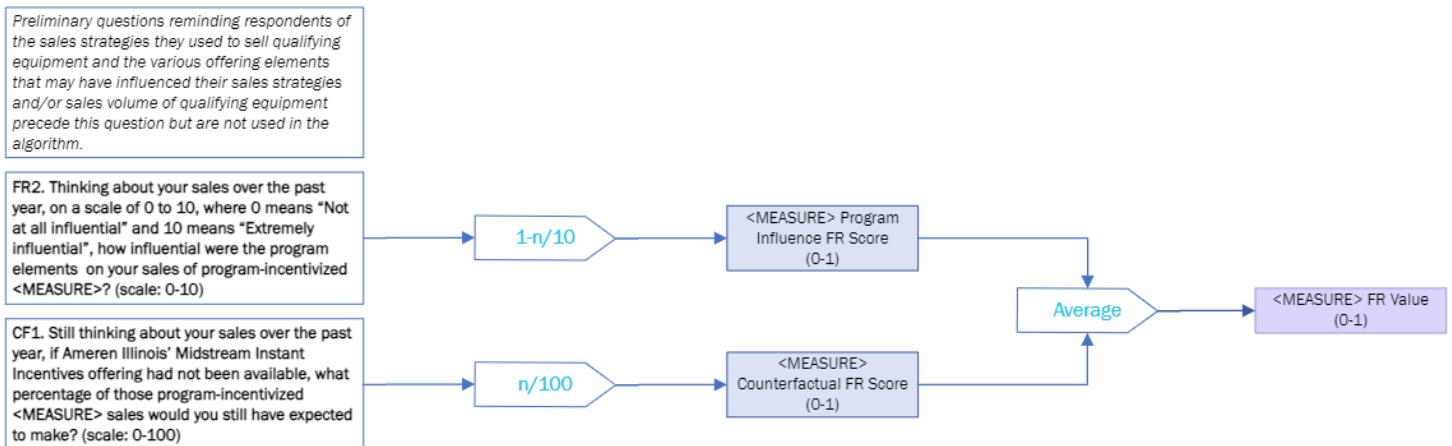 Preliminary questions reminding respondents of
the sales strategies they used to sell qualifying
equipment and the various offering elements
that may have influenced their sales strategies
and/or sales volume of qualifying equipment
precede this question but are not used in the
algorithm.
FR2. Thinking about your sales over the past
year, on a scale of 0 to 10, where 0 means “Not
at all influential” and 10 means “Extremely
influential”, how influential were the program
elements on your sales of program-incentivized
<MEASURE>? (scale: 0-10)
1-n/10
<MEASURE> Program
Influence FR Score
(0-1)
Average
<MEASURE> FR Value
(0-1)
CF1. Still thinking about your sales over the past
year, if Ameren Illinois’ Midstream Instant
Incentives offering had not been available, what
percentage of those program-incentivized
<MEASURE> sales would you still have expected
to make? (scale: 0-100)
n/100
<MEASURE>
Counterfactual FR Score
(0-1)